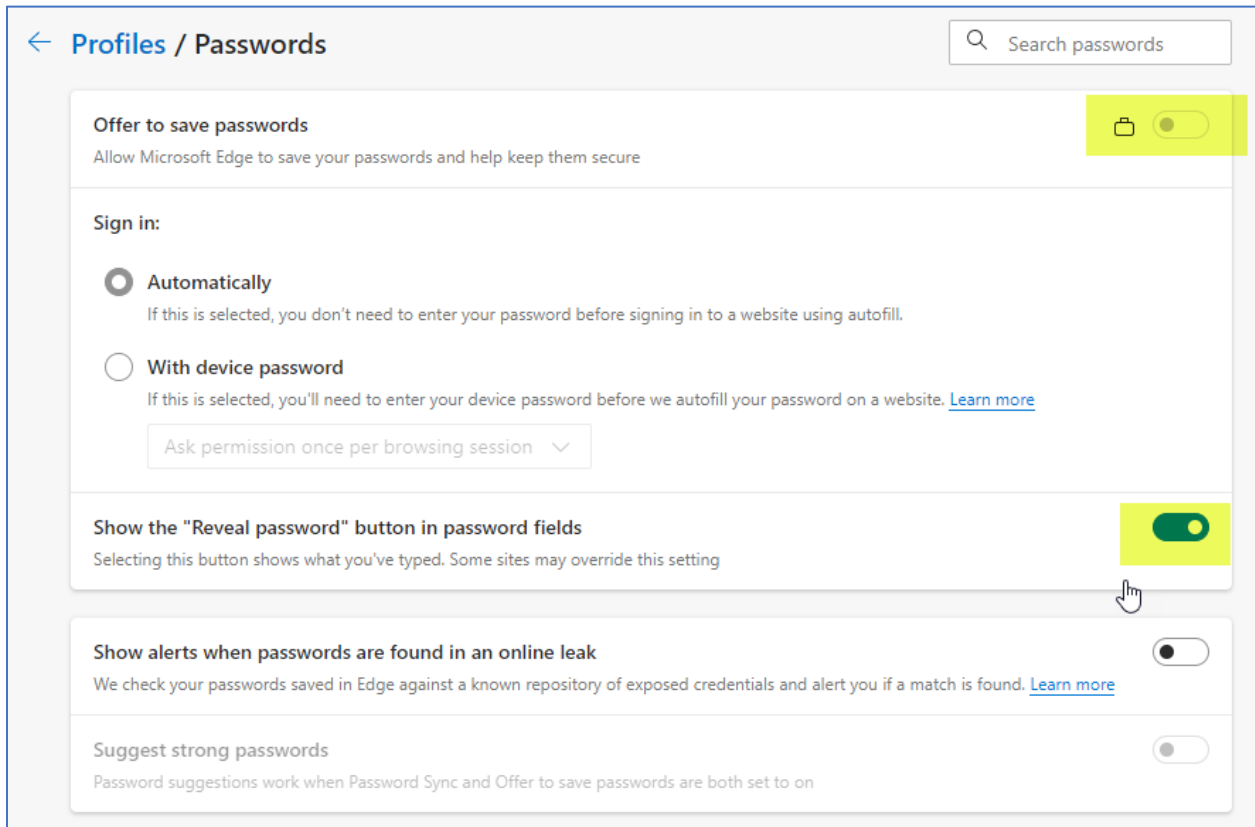 Profiles / Passwords
Search passwords
Offer to save passwords
Allow Microsoft Edge to save your passwords and help keep them secure
Sign in:
Automatically
If this is selected, you don't need to enter your password before signing in to a website using autofill.
With device password
If this is selected, you'll need to enter your device password before we autofill your password on a website. Learn more
Ask permission once per browsing session
Show the "Reveal password" button in password fields
Selecting this button shows what you've typed. Some sites may override this setting
Show alerts when passwords are found in an online leak
We check your passwords saved in Edge against a known repository of exposed credentials and alert you if a match is found. Learn more
Suggest strong passwords
Password suggestions work when Password Sync and Offer to save passwords are both set to on